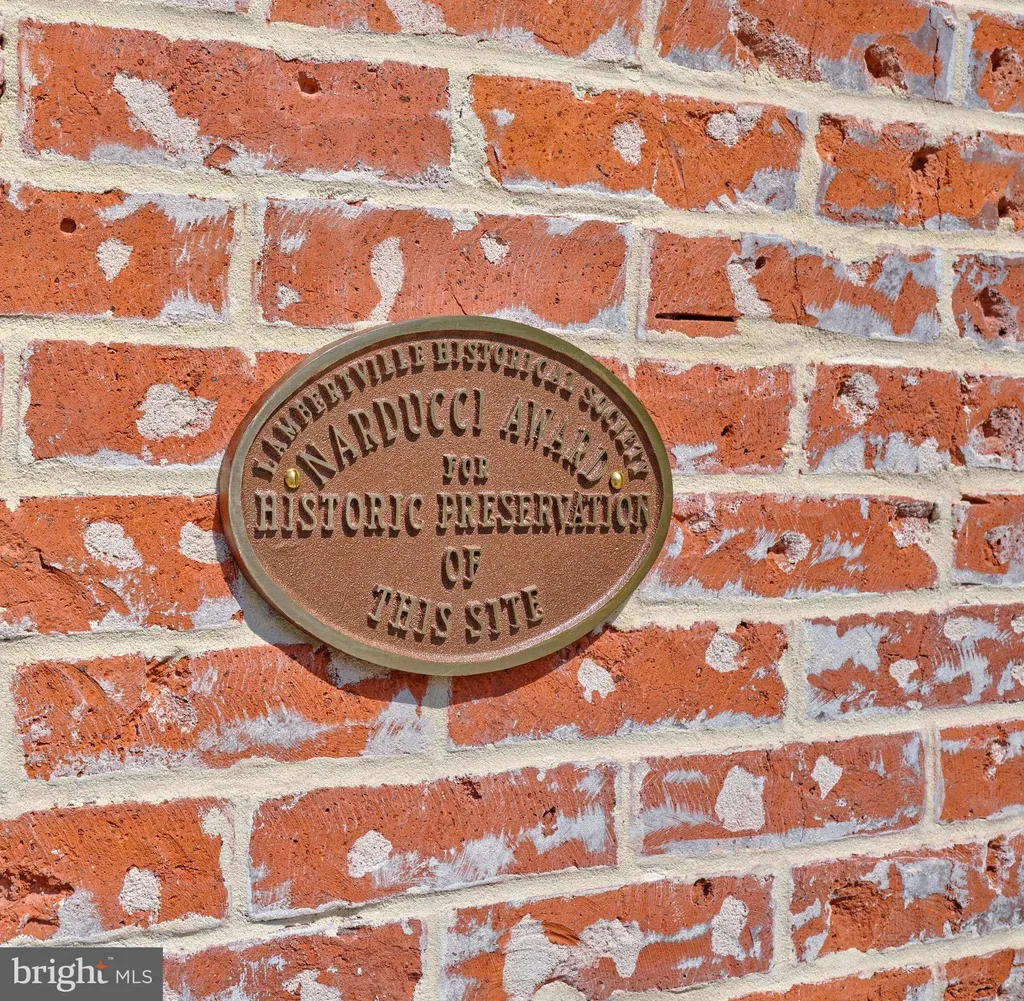 LAMBERTVILLE HISTORICAL SOCIETY
NARDUCCI AWARD
FOR
HISTORIC PRESERVATION
OF
THIS SITE
bright MLS